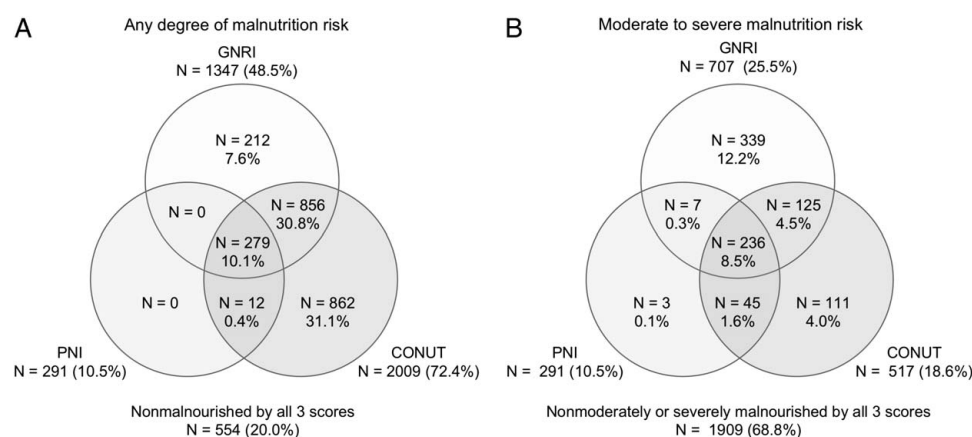 A
Any degree of malnutrition risk
GNRI
N = 1347 (48.5%)
N = 212
7.6%
N = 0
N = 856
30.8%
N = 279
10.1%
N = 0
N = 12
0.4%
N = 862
31.1%
PNI
N = 291 (10.5%)
CONUT
N = 2009 (72.4%)
Nonmalnourished by all 3 scores
N = 554 (20.0%)
B
Moderate to severe malnutrition risk
GNRI
N = 707 (25.5%)
N = 339
12.2%
N = 7
0.3%
N = 125
4.5%
N = 236
8.5%
N = 3
0.1%
N = 45
1.6%
N = 111
4.0%
PNI
N = 291 (10.5%)
CONUT
N = 517 (18.6%)
Nonmoderately or severely malnourished by all 3 scores
N = 1909 (68.8%)